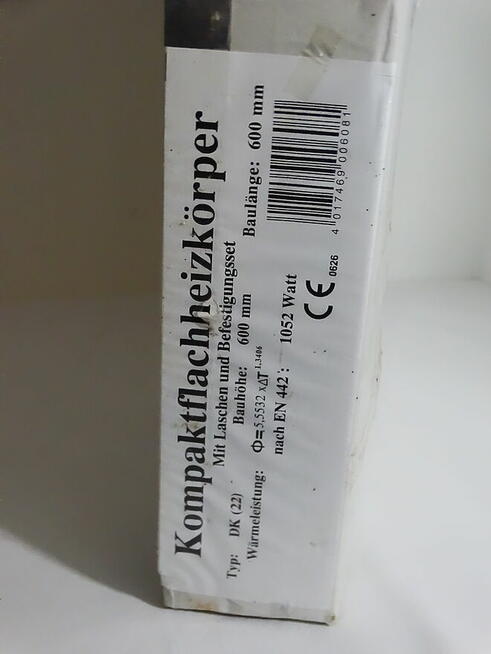 Kompaktflachheizkörper
Mit Laschen und Befestigungsset
Typ: DK (22) Bauhöhe: 600 mm Baulänge: 600 mm
Wärmeleistung: Φ=5,5532 x∆T^1,3406
nach EN 442 : 1052 Watt
CE 0626
4 017469 006081